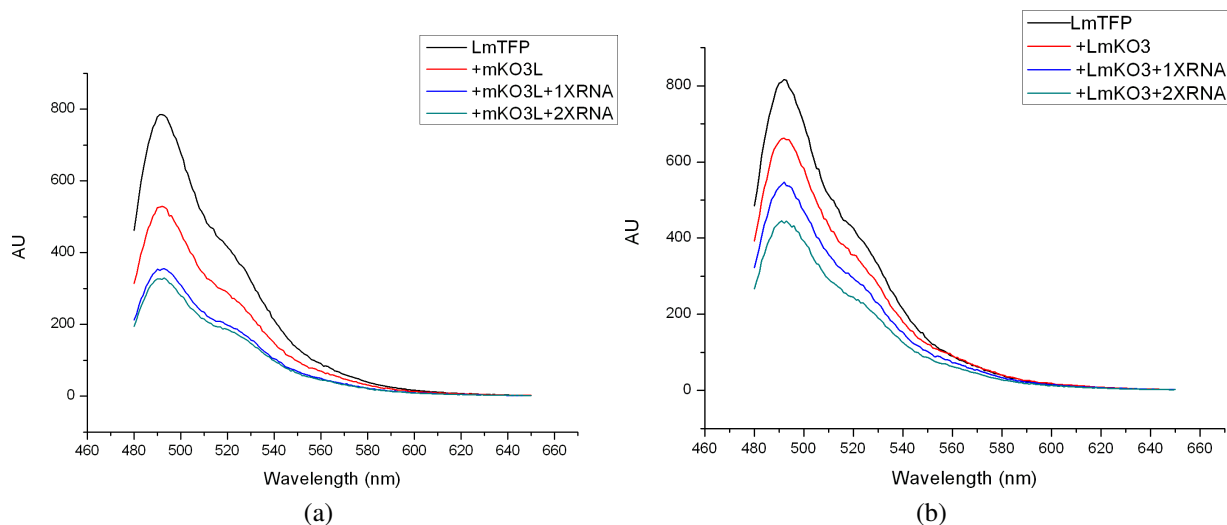 LmTFP
+mKO3L
+mKO3L+1XRNA
+mKO3L+2XRNA
800
600
400
200
0
AU
460 480 500 520 540 560 580 600 620 640 660
Wavelength (nm)
(a)
LmTFP
+LmKO3
+LmKO3+1XRNA
+LmKO3+2XRNA
800
600
400
200
0
AU
460 480 500 520 540 560 580 600 620 640 660
Wavelength (nm)
(b)